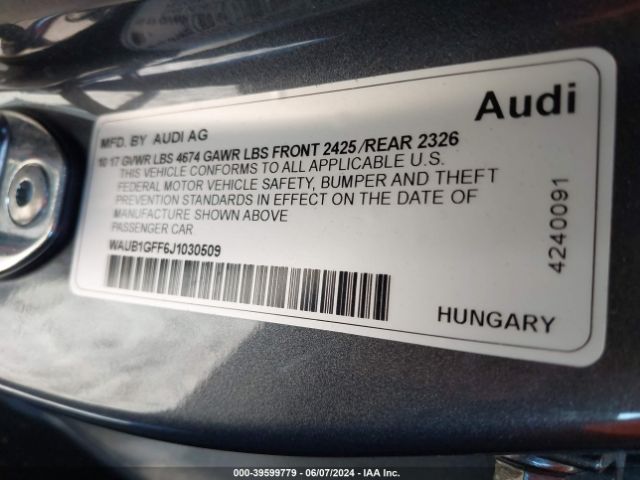 Audi
MFD. BY AUDI AG
10 17 GVWR LBS 4674 GAWR LBS FRONT 2425 /REAR 2326
THIS VEHICLE CONFORMS TO ALL APPLICABLE U.S.
FEDERAL MOTOR VEHICLE SAFETY, BUMPER AND THEFT
PREVENTION STANDARDS IN EFFECT ON THE DATE OF
MANUFACTURE SHOWN ABOVE
PASSENGER CAR
WAUB1GFF6J1030509
4240091
HUNGARY
000-39599779 - 06/07/2024 - IAA Inc.